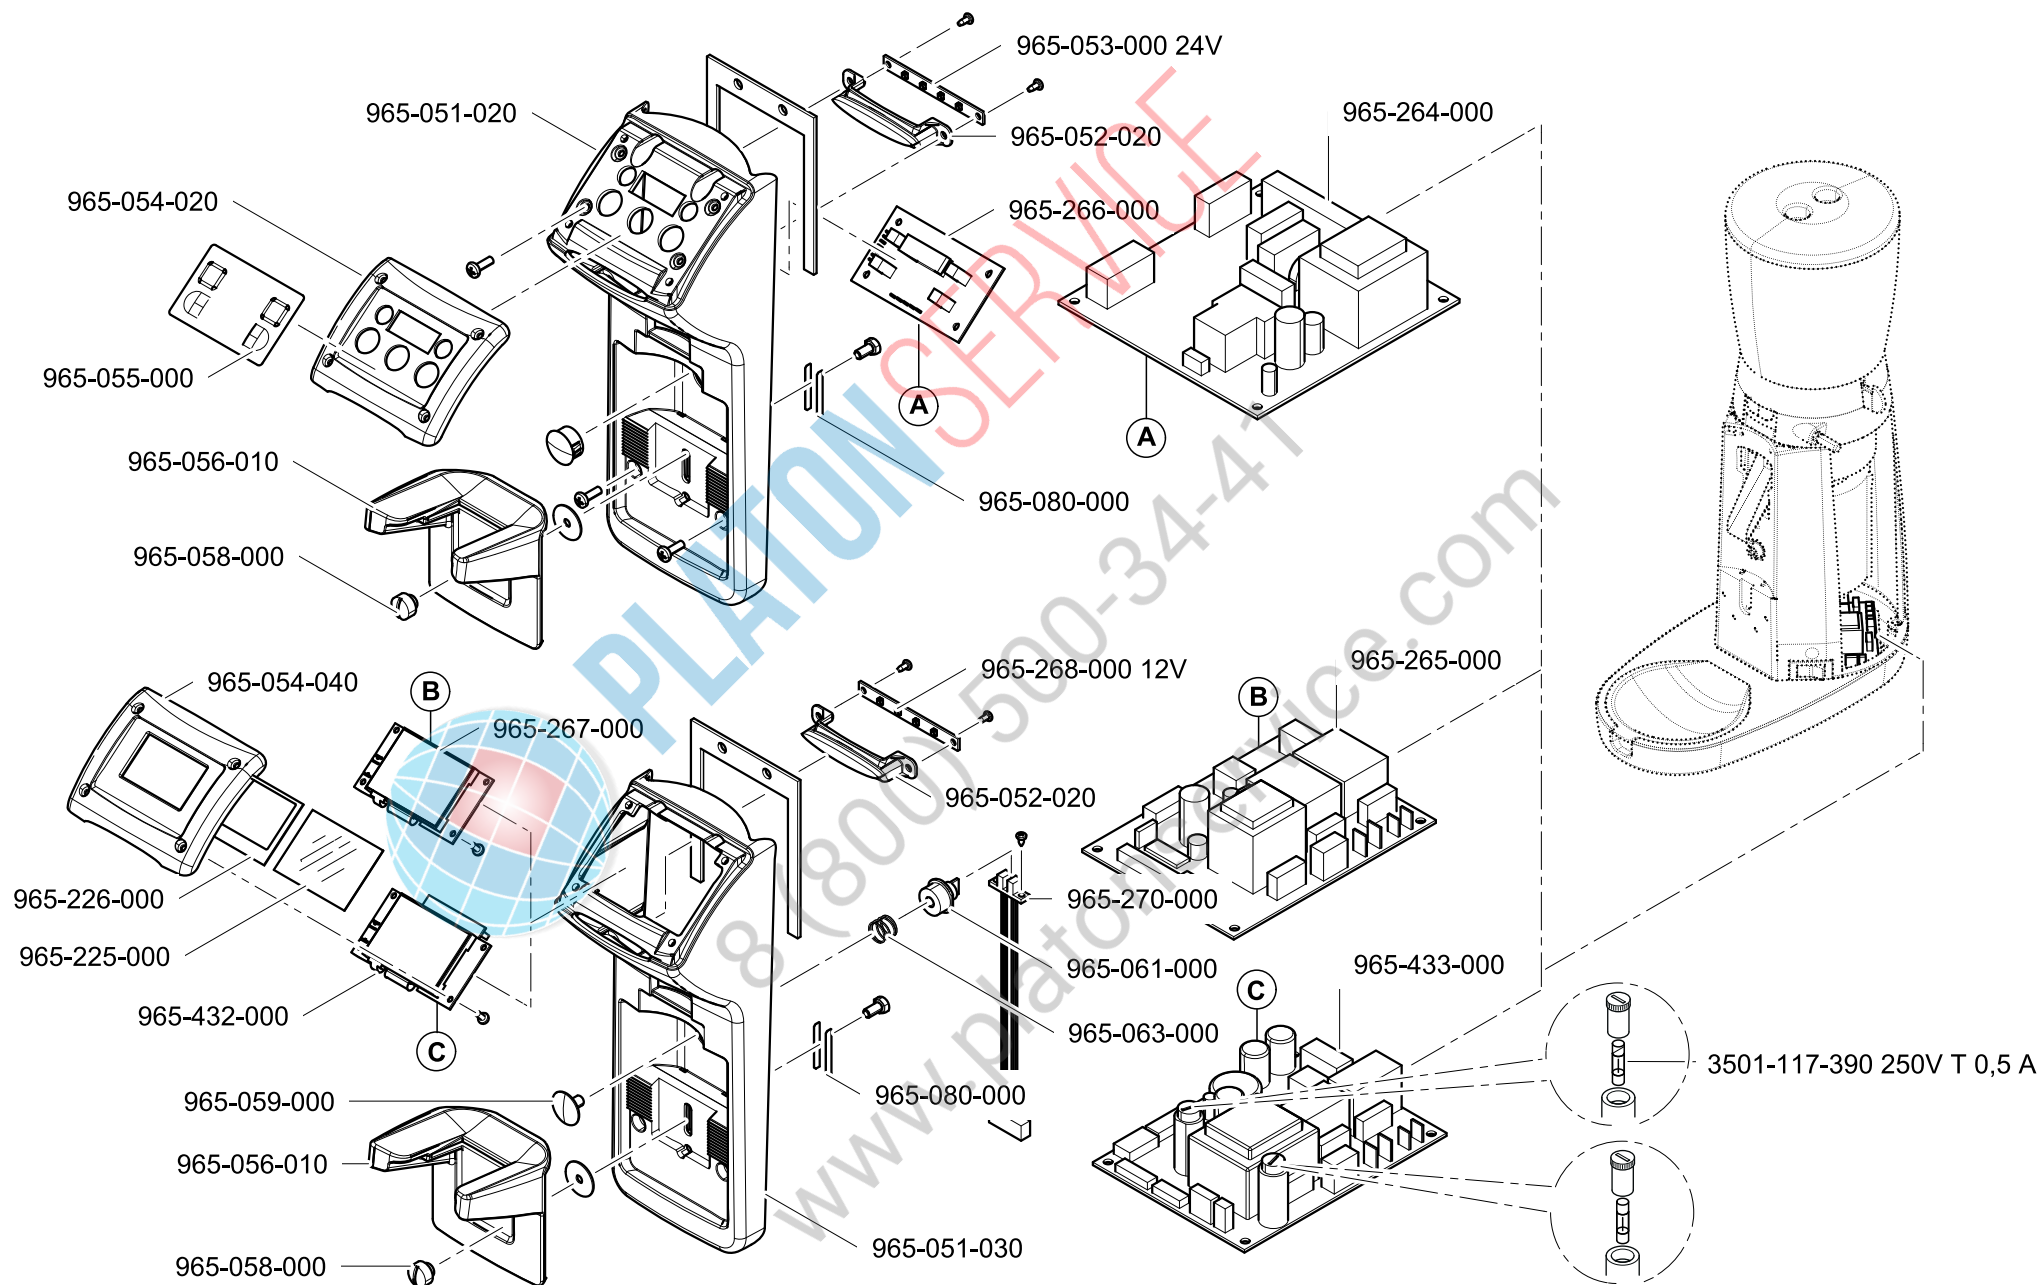 965-053-000 24V
965-051-020
965-052-020
965-264-000
965-054-020
965-266-000
965-055-000
A
A
965-056-010
965-080-000
965-058-000
PLATONSERVICE
8 (800) 500-34-41
www.platonservice.com
965-054-040
B
965-268-000 12V
965-265-000
B
965-267-000
965-052-020
965-226-000
965-270-000
965-225-000
965-061-000
965-433-000
C
965-432-000
965-063-000
C
3501-117-390 250V T 0,5 A
965-059-000
965-080-000
965-056-010
965-051-030
965-058-000